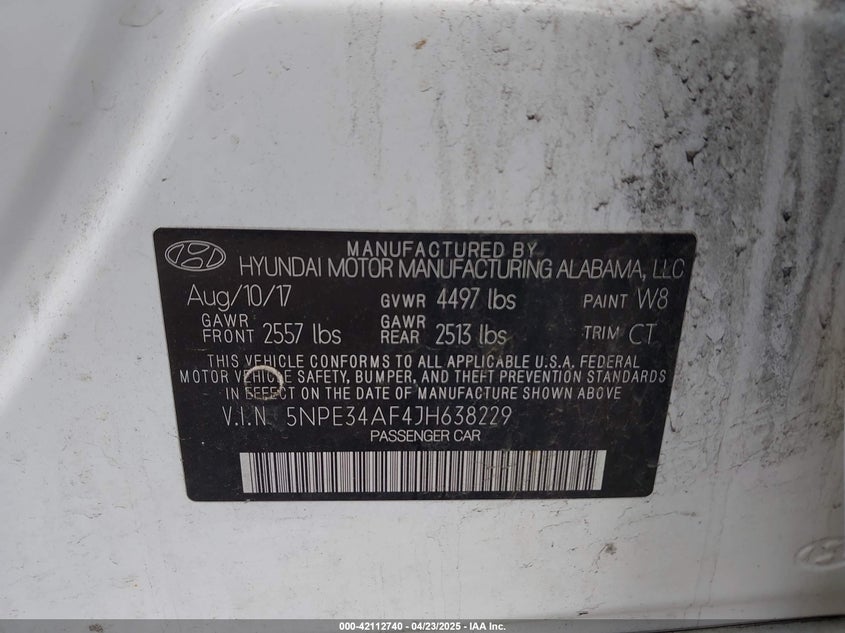 MANUFACTURED BY
HYUNDAI MOTOR MANUFACTURING ALABAMA, LLC
Aug/10/17 GVWR 4497 lbs PAINT W8
GAWR FRONT 2557 lbs GAWR REAR 2513 lbs TRIM CT
THIS VEHICLE CONFORMS TO ALL APPLICABLE U.S.A. FEDERAL
MOTOR VEHICLE SAFETY, BUMPER, AND THEFT PREVENTION STANDARDS
IN EFFECT ON THE DATE OF MANUFACTURE SHOWN ABOVE
V.I.N 5NPE34AF4JH638229
PASSENGER CAR
000-42112740 - 04/23/2025 - IAA Inc.